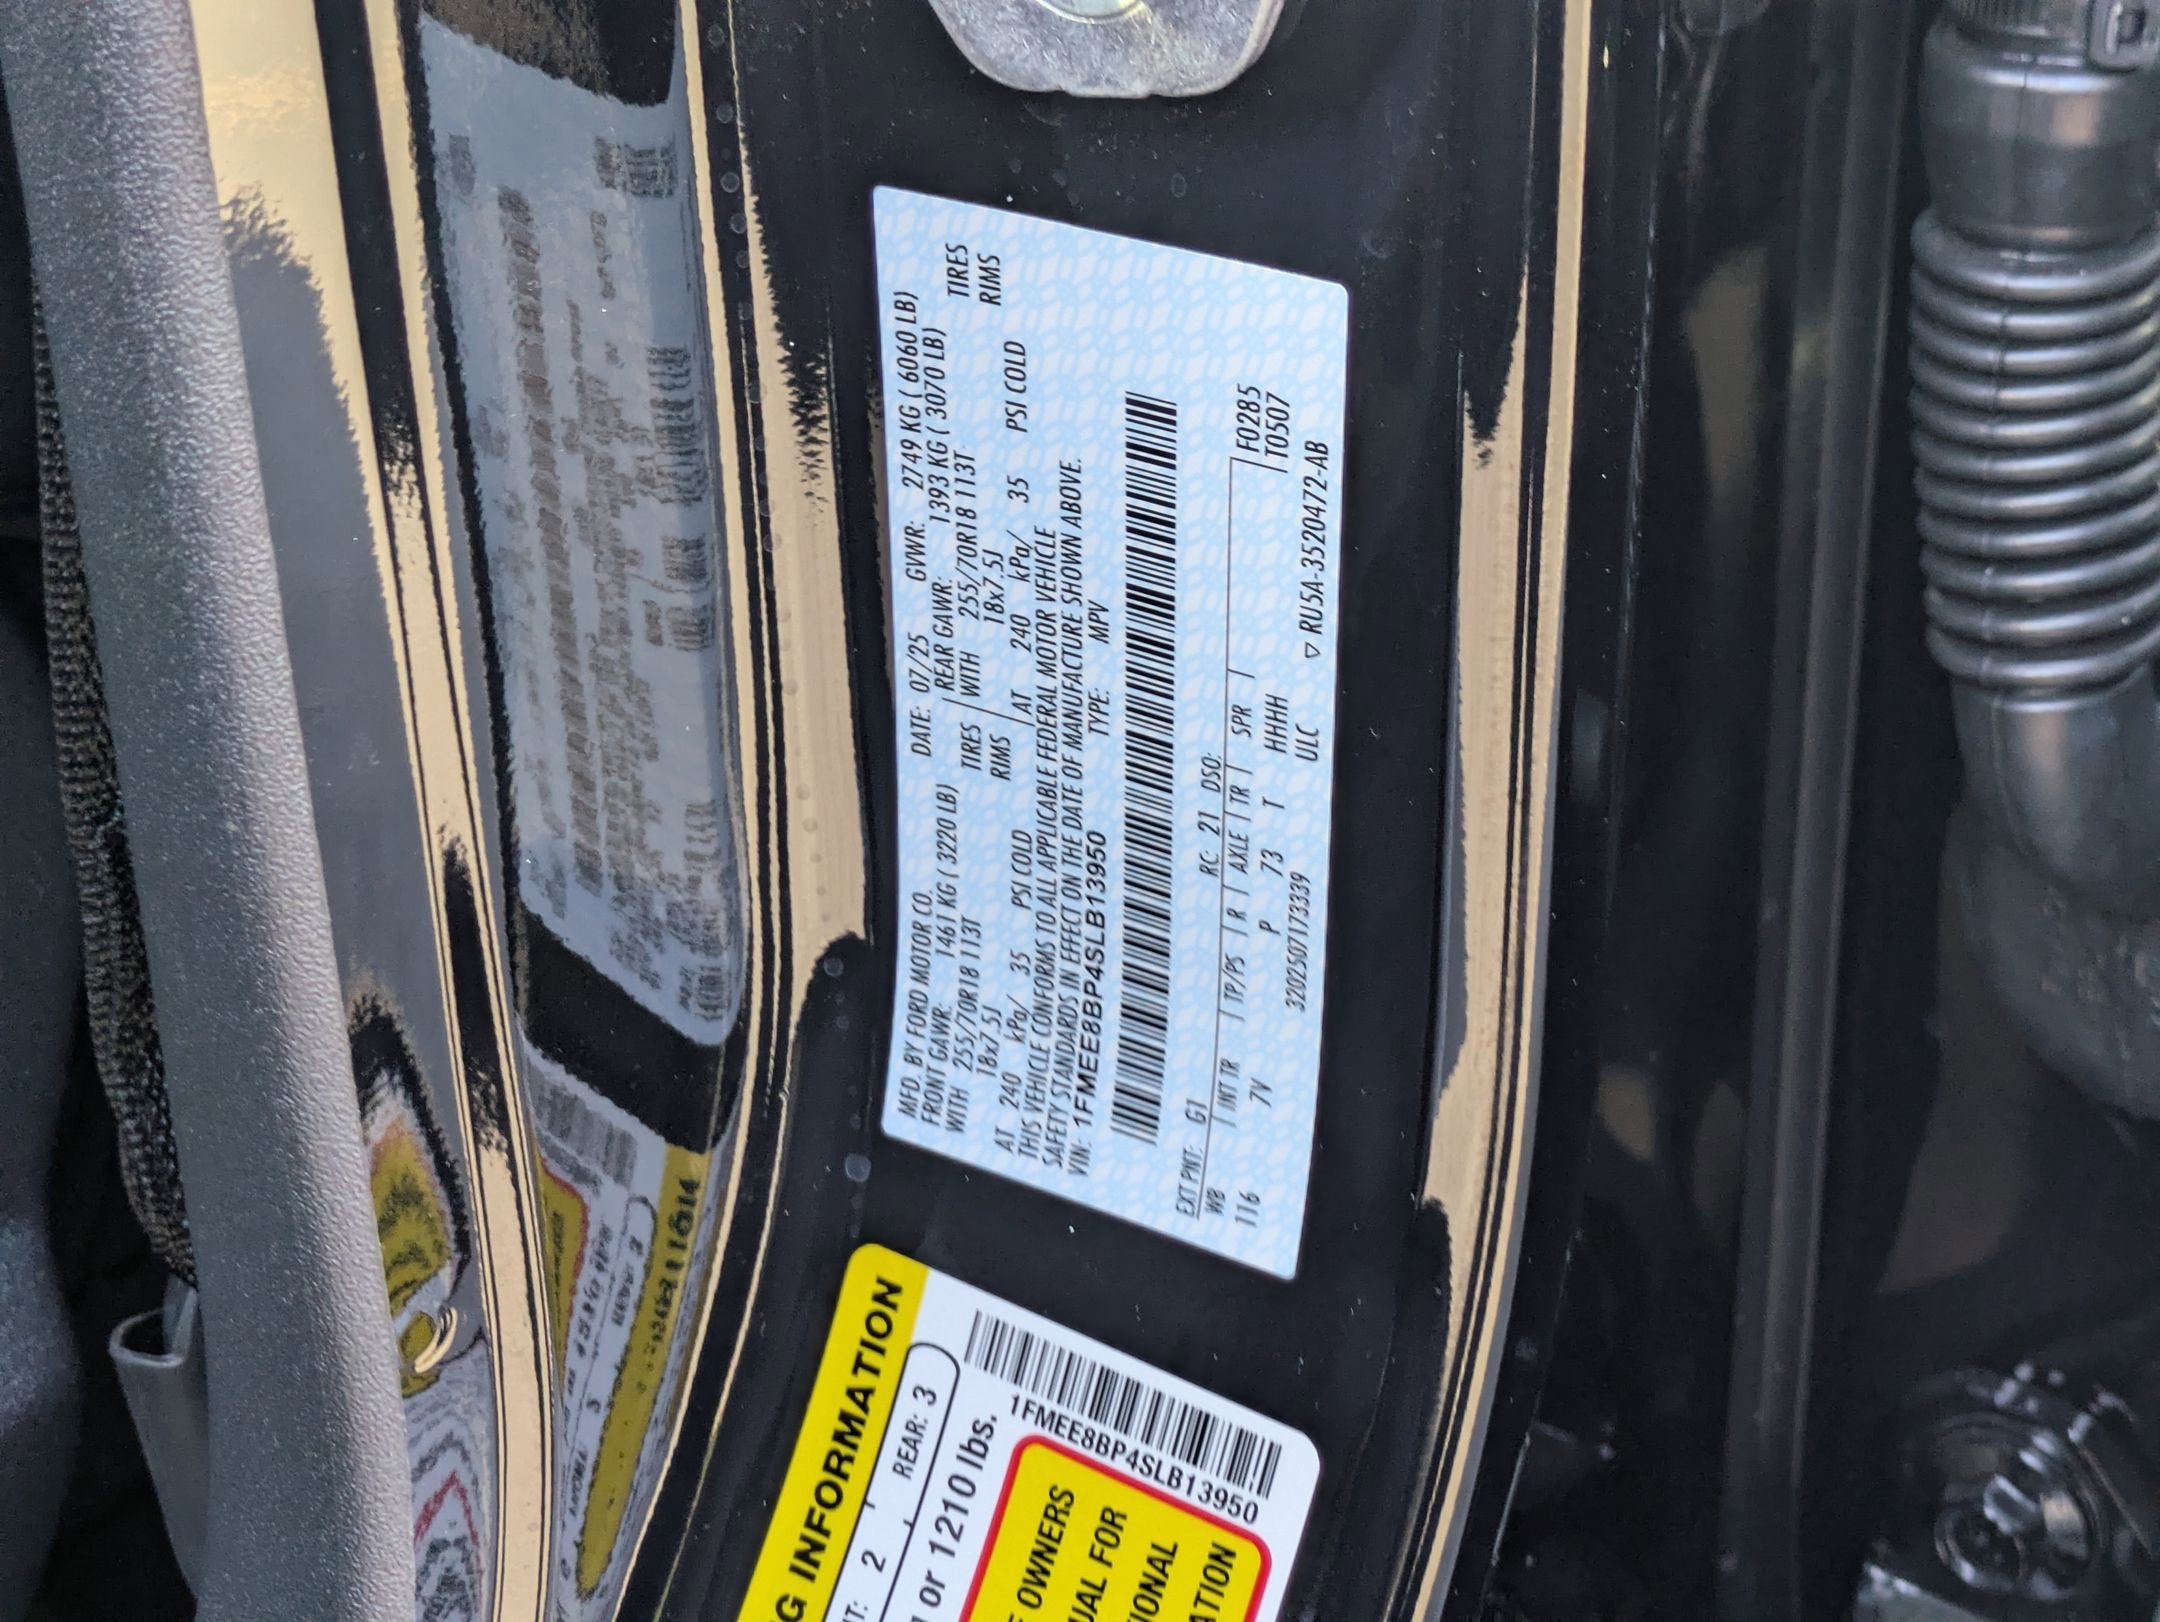 MFD. BY FORD MOTOR CO. DATE: 07/25 GVWR: 2749 KG ( 6060 LB)
FRONT GAWR: 1461 KG ( 3220 LB) REAR GAWR: 1393 KG ( 3070 LB)
WITH 255/70R18 113T TIRES WITH 255/70R18 113T TIRES
18x7.5J RIMS 18x7.5J RIMS
AT 240 kPa/ 35 PSI COLD AT 240 kPa/ 35 PSI COLD
THIS VEHICLE CONFORMS TO ALL APPLICABLE FEDERAL MOTOR VEHICLE
SAFETY STANDARDS IN EFFECT ON THE DATE OF MANUFACTURE SHOWN ABOVE.
VIN: 1FMEE8BP4SLB13950 TYPE: MPV
EXT PNT: G1 RC: 21 DSO: F0285
WB INT TR TP/PS R AXLE TR SPR T0507
116 7V P 73 T HHHH
320250717 3339 ULC ▽ RU5A-3520472-AB
G INFORMATION
T: 2 REAR: 3
or 1210 lbs.
1FMEE8BP4SLB13950
OWNERS
UAL FOR
IONAL
ATION